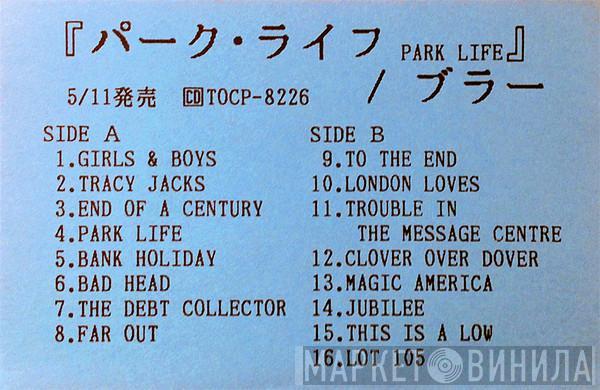 『パーク・ライフ PARK LIFE』
5/11発売 CD TOCP-8226 / ブラー
SIDE A
1.GIRLS & BOYS
2.TRACY JACKS
3.END OF A CENTURY
4.PARK LIFE
5.BANK HOLIDAY
6.BAD HEAD
7.THE DEBT COLLECTOR
8.FAR OUT
SIDE B
9.TO THE END
10.LONDON LOVES
11.TROUBLE IN
THE MESSAGE CENTRE
12.CLOVER OVER DOVER
13.MAGIC AMERICA
14.JUBILEE
15.THIS IS A LOW
16.LOT 105
МАРКЕТ ВИНИЛА